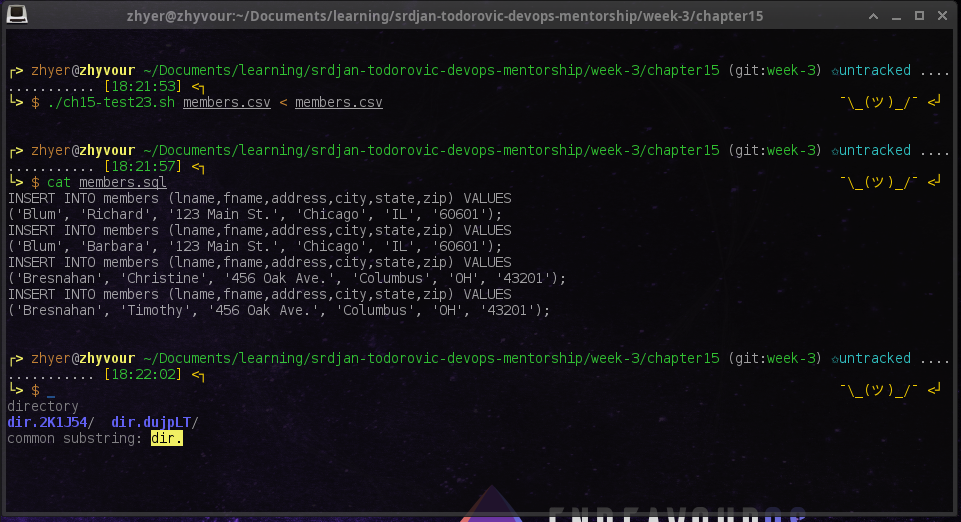 zhyer@zhyvour:~/Documents/learning/srdjan-todorovic-devops-mentorship/week-3/chapter15
┌> zhyer@zhyvour ~/Documents/learning/srdjan-todorovic-devops-mentorship/week-3/chapter15 (git:week-3) ✩untracked ....
........... [18:21:53] <┐
└> $ ./ch15-test23.sh members.csv < members.csv ¯\_(ツ)_/¯ <┘
┌> zhyer@zhyvour ~/Documents/learning/srdjan-todorovic-devops-mentorship/week-3/chapter15 (git:week-3) ✩untracked ....
........... [18:21:57] <┐
└> $ cat members.sql ¯\_(ツ)_/¯ <┘
INSERT INTO members (lname,fname,address,city,state,zip) VALUES
('Blum', 'Richard', '123 Main St.', 'Chicago', 'IL', '60601');
INSERT INTO members (lname,fname,address,city,state,zip) VALUES
('Blum', 'Barbara', '123 Main St.', 'Chicago', 'IL', '60601');
INSERT INTO members (lname,fname,address,city,state,zip) VALUES
('Bresnahan', 'Christine', '456 Oak Ave.', 'Columbus', 'OH', '43201');
INSERT INTO members (lname,fname,address,city,state,zip) VALUES
('Bresnahan', 'Timothy', '456 Oak Ave.', 'Columbus', 'OH', '43201');
┌> zhyer@zhyvour ~/Documents/learning/srdjan-todorovic-devops-mentorship/week-3/chapter15 (git:week-3) ✩untracked ....
........... [18:22:02] <┐
└> $ _ ¯\_(ツ)_/¯ <┘
directory
dir.2K1J54/ dir.dujpLT/
common substring: dir.
ENDEAVOUROS